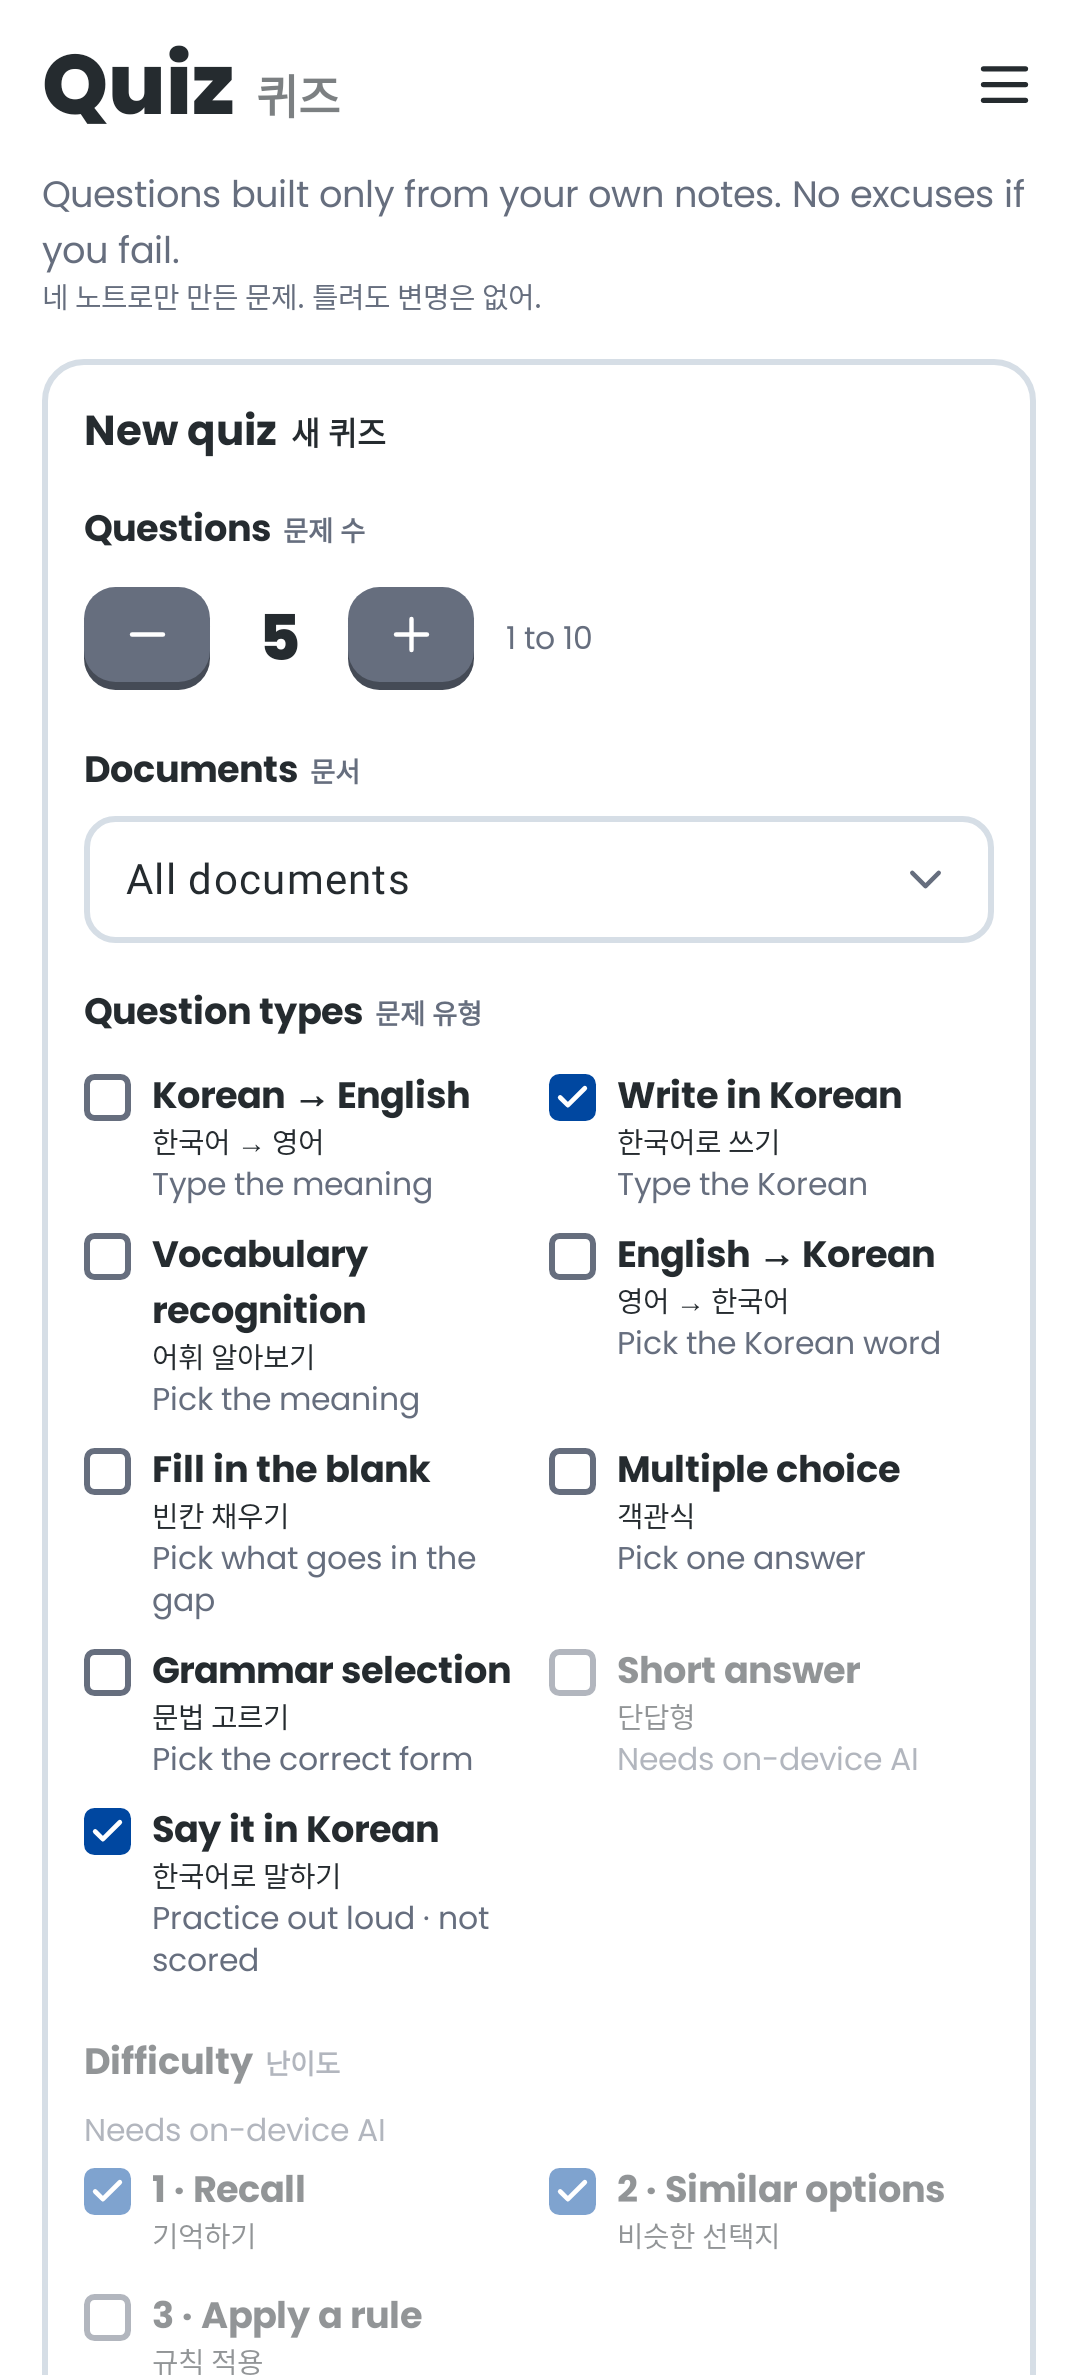 Quiz 퀴즈
Questions built only from your own notes. No excuses if
you fail.
네 노트로만 만든 문제. 틀려도 변명은 없어.
New quiz 새 퀴즈
Questions 문제 수
− 5 + 1 to 10
Documents 문서
All documents
Question types 문제 유형
Korean → English
한국어 → 영어
Type the meaning
Write in Korean
한국어로 쓰기
Type the Korean
Vocabulary
recognition
어휘 알아보기
Pick the meaning
English → Korean
영어 → 한국어
Pick the Korean word
Fill in the blank
빈칸 채우기
Pick what goes in the
gap
Multiple choice
객관식
Pick one answer
Grammar selection
문법 고르기
Pick the correct form
Short answer
단답형
Needs on-device AI
Say it in Korean
한국어로 말하기
Practice out loud · not
scored
Difficulty 난이도
Needs on-device AI
1 · Recall
기억하기
2 · Similar options
비슷한 선택지
3 · Apply a rule
규칙 적용